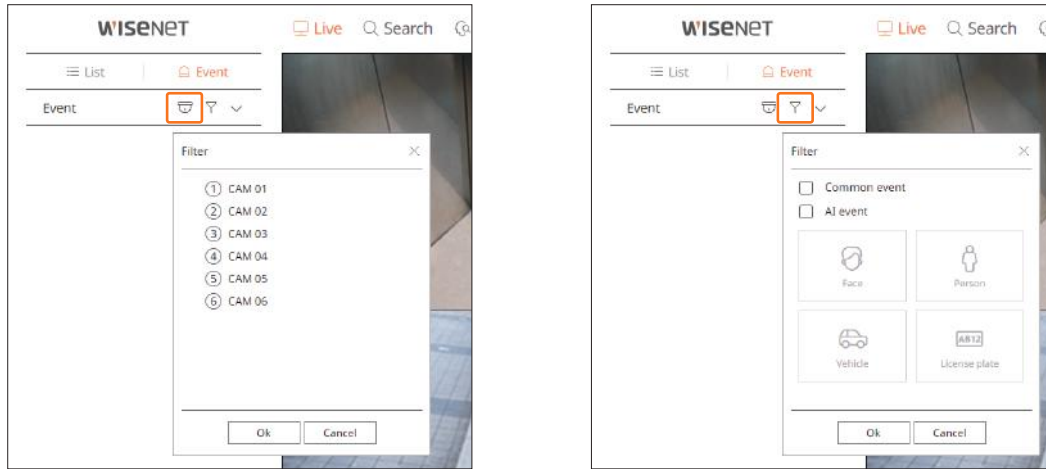 WISENET
Live Search
List Event
Event
Filter
1 CAM 01
2 CAM 02
3 CAM 03
4 CAM 04
5 CAM 05
6 CAM 06
Ok Cancel
WISENET
Live Search
List Event
Event
Filter
Common event
AI event
Face Person
AB12
Vehicle License plate
Ok Cancel